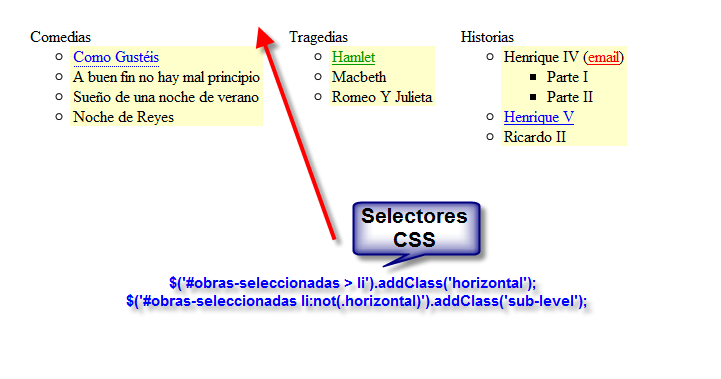 Comedias
Como Gustéis
A buen fin no hay mal principio
Sueño de una noche de verano
Noche de Reyes
Tragedias
Hamlet
Macbeth
Romeo Y Julieta
Historias
Henrique IV (email)
Parte I
Parte II
Henrique V
Ricardo II
Selectores
CSS
$('#obras-seleccionadas > li').addClass('horizontal');
$('#obras-seleccionadas li:not(.horizontal)').addClass('sub-level');